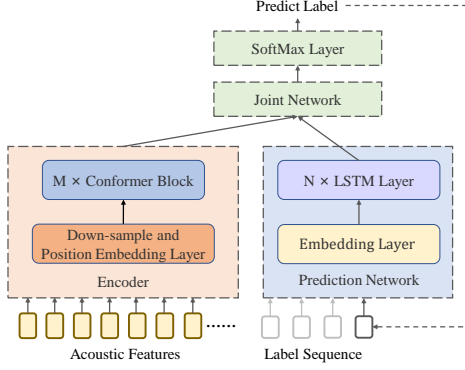 Predict Label
SoftMax Layer
Joint Network
M × Conformer Block
Down-sample and
Position Embedding Layer
Encoder
N × LSTM Layer
Embedding Layer
Prediction Network
......
Acoustic Features
Label Sequence